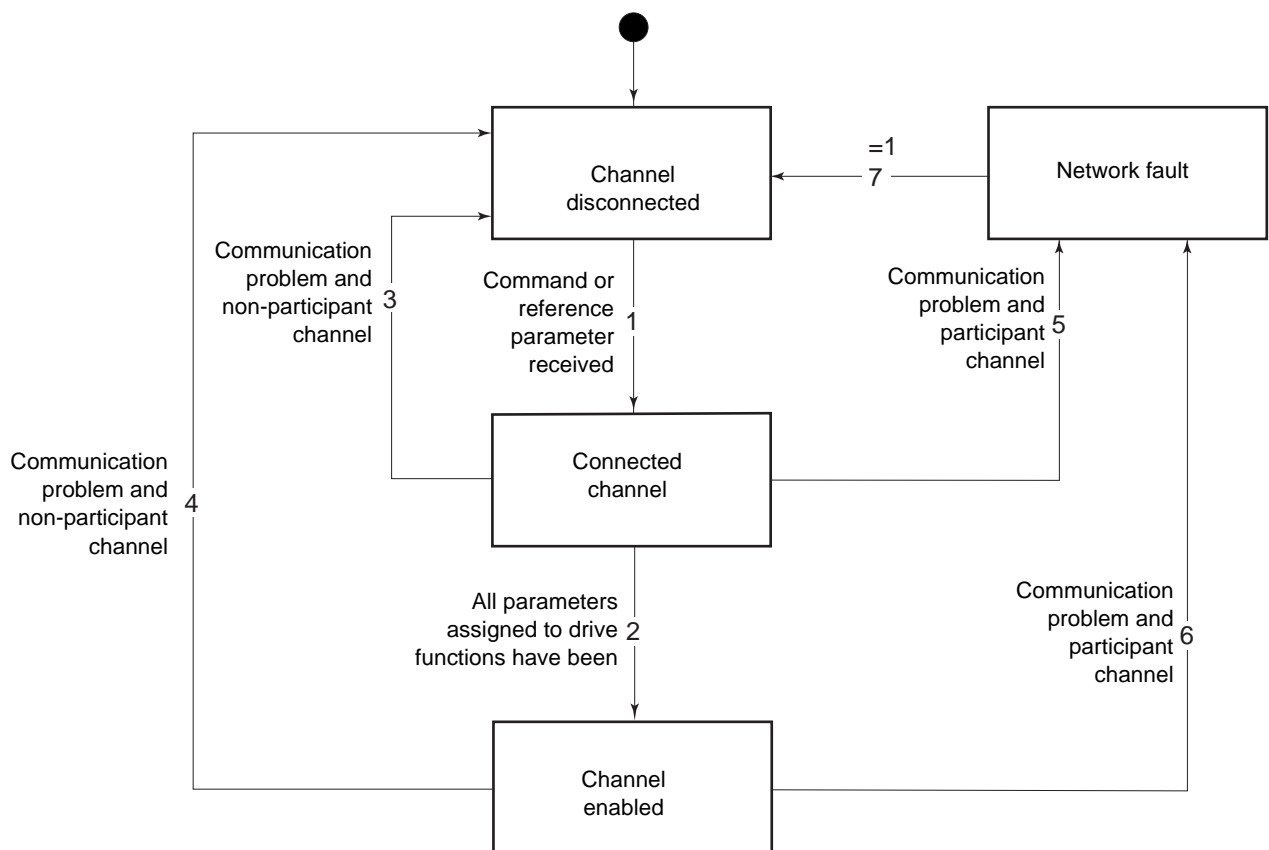 Channel
disconnected
=1
7
Network fault
Communication
problem and
non-participant
channel
3
Command or
reference
parameter
received
1
Communication
problem and
participant
channel
5
Communication
problem and
non-participant
channel
4
Connected
channel
All parameters
assigned to drive
functions have been
2
Communication
problem and
participant
channel
6
Channel
enabled